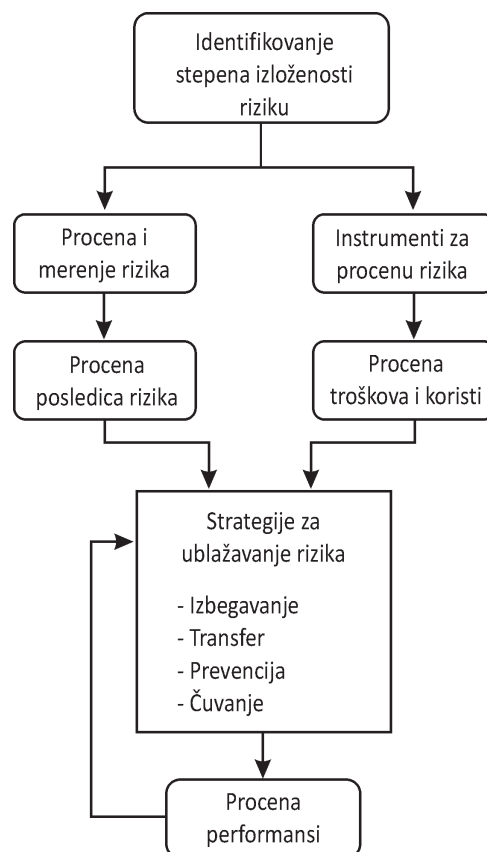 Identifikovanje
stepena izloženosti
riziku
Procena i
merenje rizika
Instrumenti za
procenu rizika
Procena
posledica rizika
Procena
troškova i koristi
Strategije za
ublažavanje rizika
- Izbegavanje
- Transfer
- Prevencija
- Čuvanje
Procena
performansi